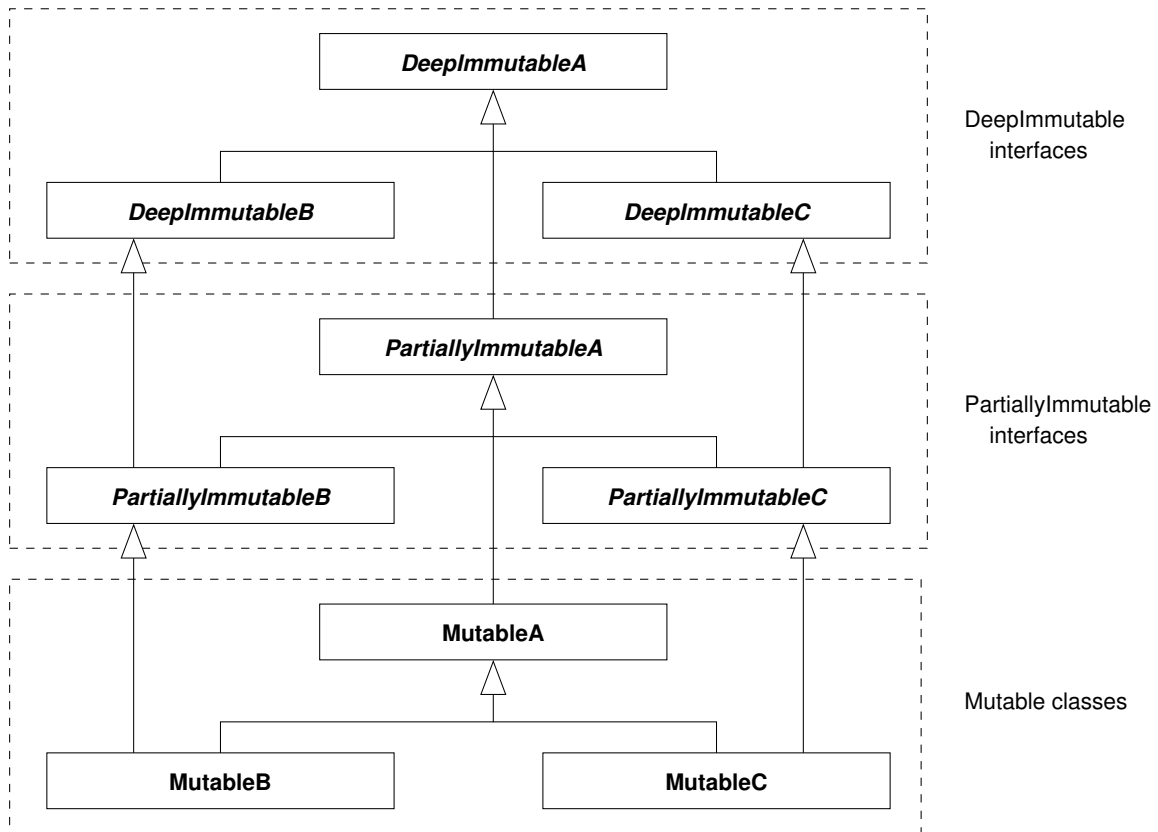 DeepImmutableA
DeepImmutable
interfaces
DeepImmutableB
DeepImmutableC
PartiallyImmutableA
PartiallyImmutable
interfaces
PartiallyImmutableB
PartiallyImmutableC
MutableA
Mutable classes
MutableB
MutableC